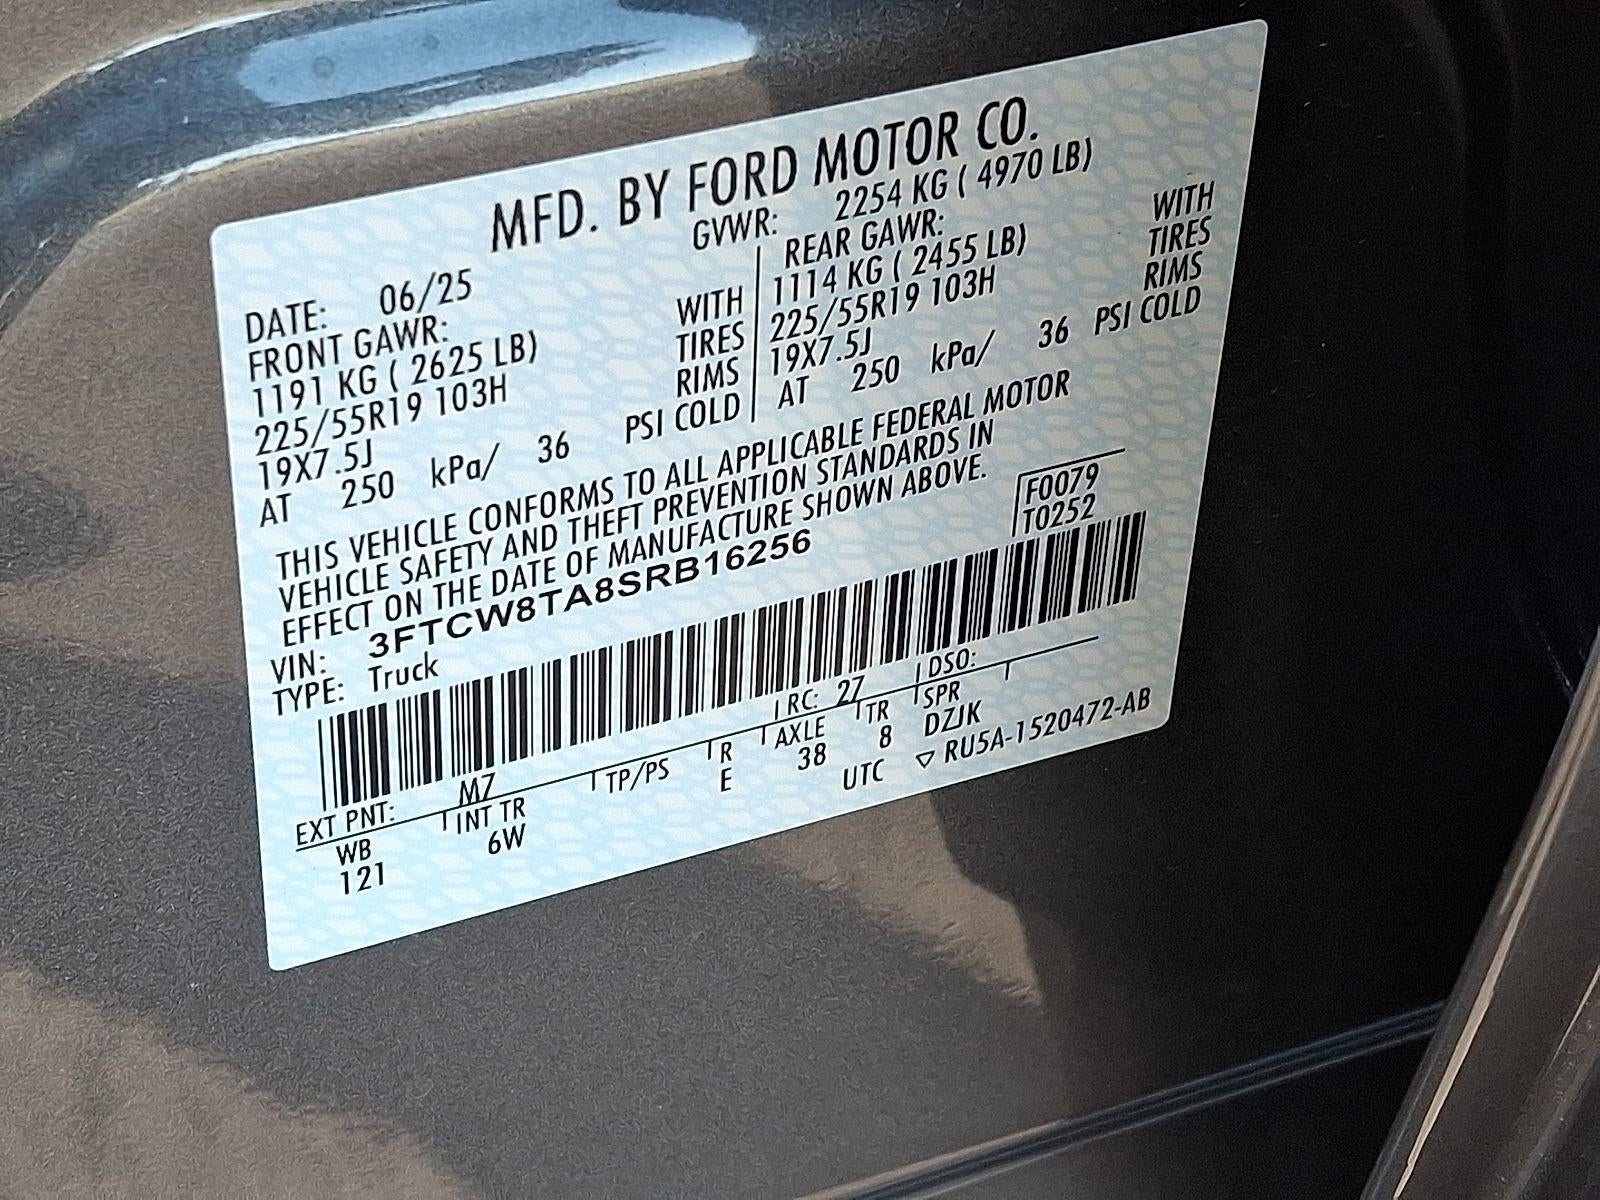 MFD. BY FORD MOTOR CO.
DATE: 06/25 GVWR: 2254 KG ( 4970 LB)
FRONT GAWR: REAR GAWR:
1191 KG ( 2625 LB) WITH 1114 KG ( 2455 LB) WITH
225/55R19 103H TIRES 225/55R19 103H TIRES
19X7.5J RIMS 19X7.5J RIMS
AT 250 kPa/ 36 PSI COLD AT 250 kPa/ 36 PSI COLD
THIS VEHICLE CONFORMS TO ALL APPLICABLE FEDERAL MOTOR
VEHICLE SAFETY AND THEFT PREVENTION STANDARDS IN
EFFECT ON THE DATE OF MANUFACTURE SHOWN ABOVE.
VIN: 3FTCW8TA8SRB16256 F0079
TYPE: Truck T0252
EXT PNT: M7 RC: 27 DSO:
WB INT TR TP/PS R AXLE TR SPR
121 6W E 38 8 DZJK
UTC ▽ RU5A-1520472-AB